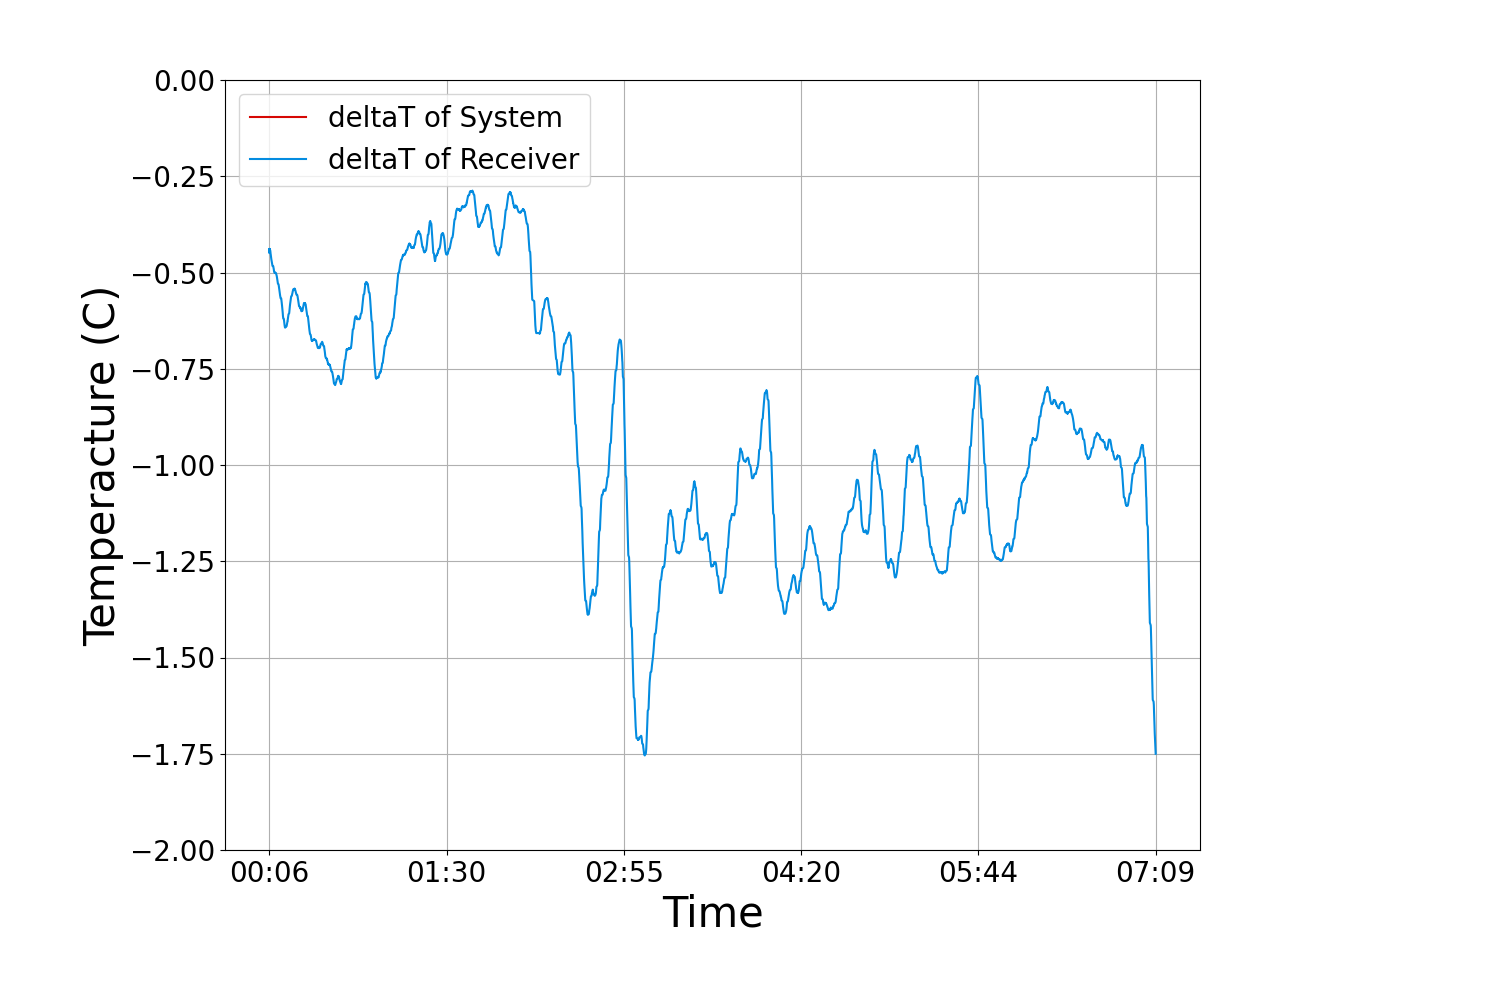 deltaT of System
deltaT of Receiver
0.00
−0.25
−0.50
−0.75
−1.00
−1.25
−1.50
−1.75
−2.00
Temperacture (C)
00:06 01:30 02:55 04:20 05:44 07:09
Time